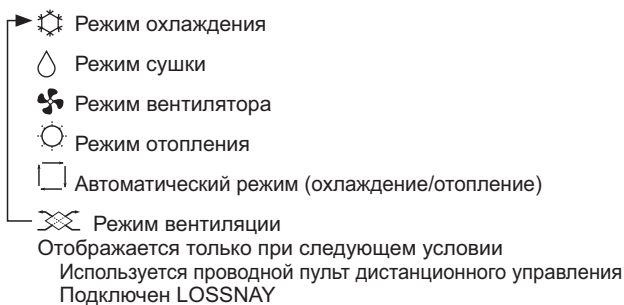 Режим охлаждения
Режим сушки
Режим вентилятора
Режим отопления
Автоматический режим (охлаждение/отопление)
Режим вентиляции
Отображается только при следующем условии
Используется проводной пульт дистанционного управления
Подключен LOSSNAY